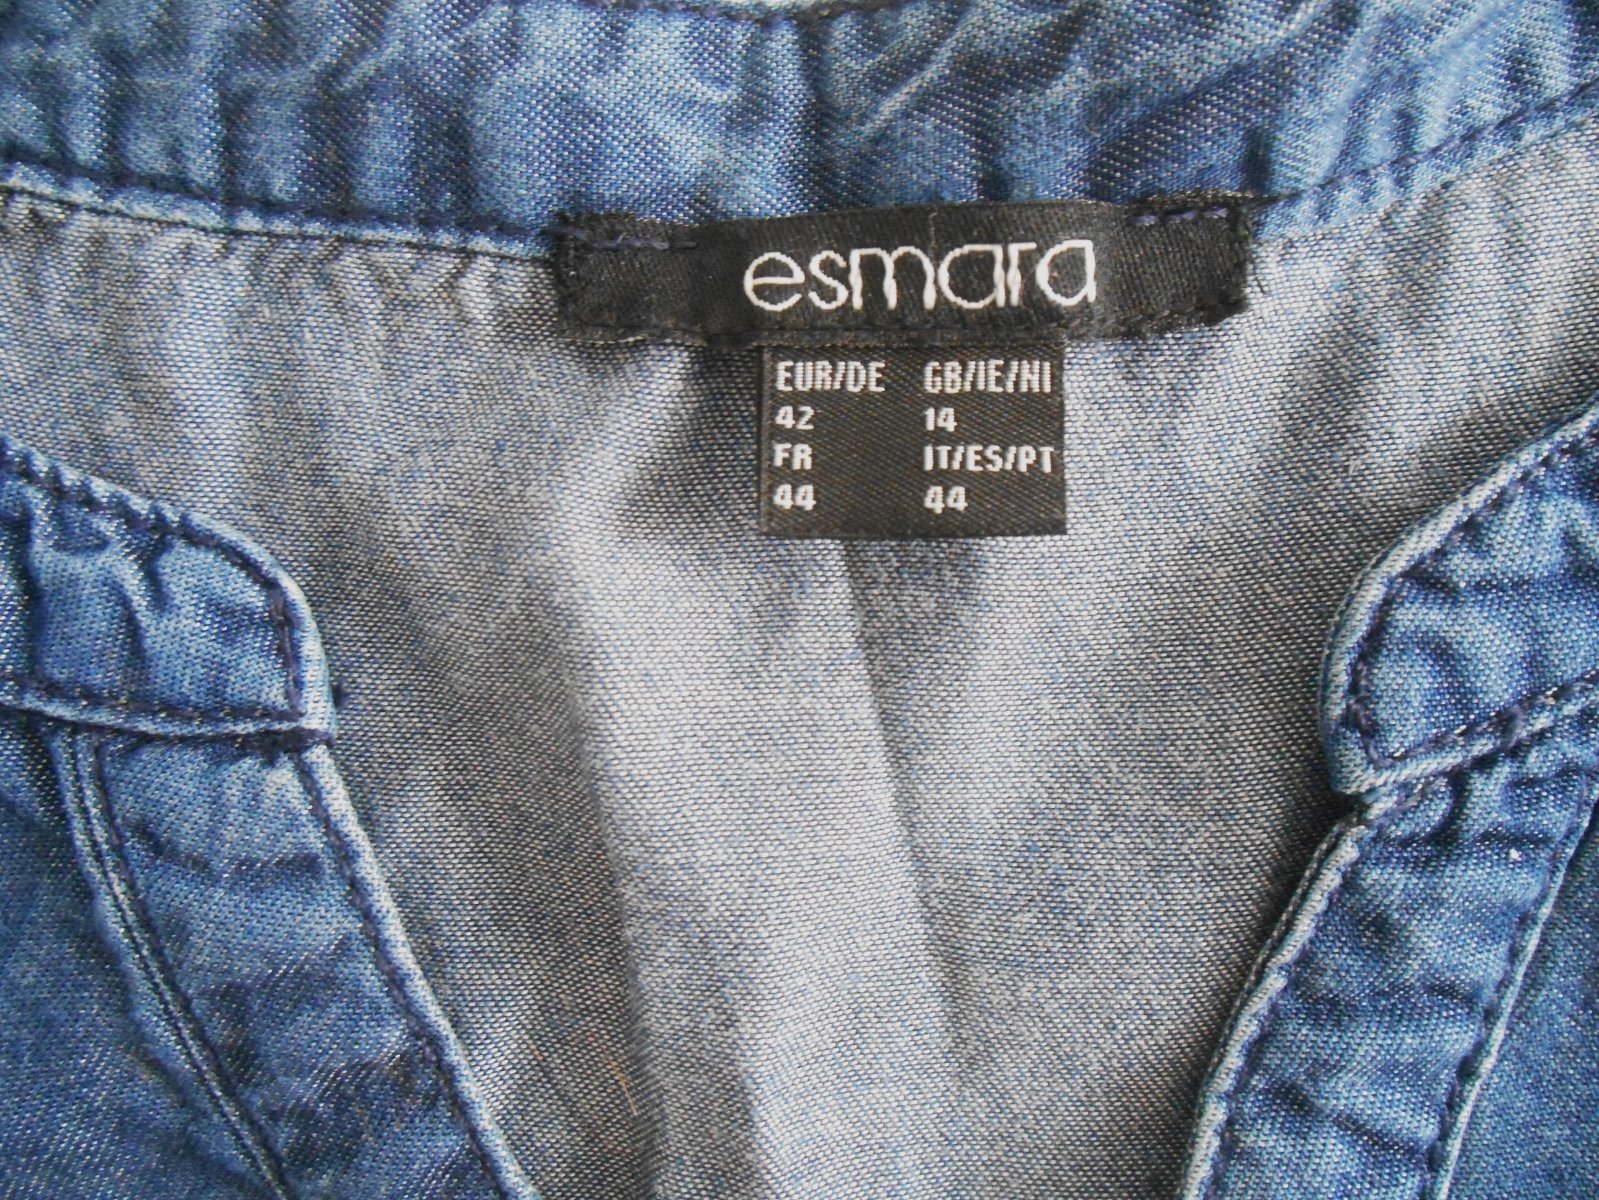 esmara
EUR/DE GB/IE/NI
42 14
FR IT/ES/PT
44 44